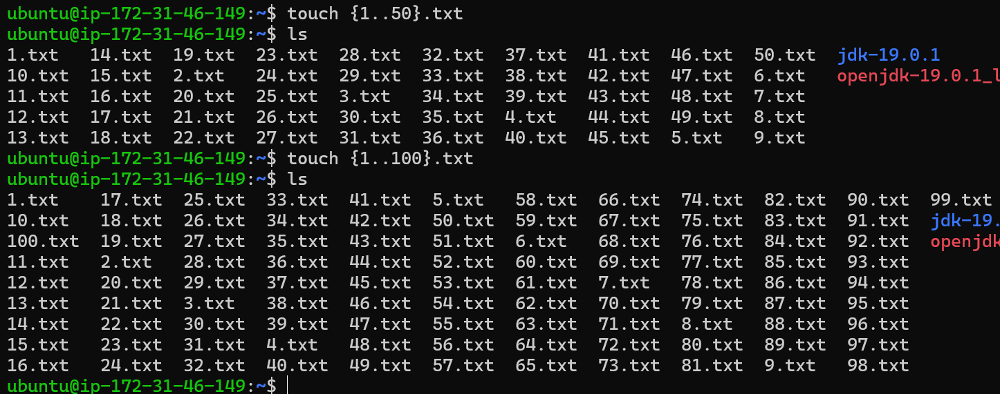 ubuntu@ip-172-31-46-149:~$ touch {1..50}.txt
ubuntu@ip-172-31-46-149:~$ ls
1.txt 14.txt 19.txt 23.txt 28.txt 32.txt 37.txt 41.txt 46.txt 50.txt jdk-19.0.1
10.txt 15.txt 2.txt 24.txt 29.txt 33.txt 38.txt 42.txt 47.txt 6.txt openjdk-19.0.1_l
11.txt 16.txt 20.txt 25.txt 3.txt 34.txt 39.txt 43.txt 48.txt 7.txt
12.txt 17.txt 21.txt 26.txt 30.txt 35.txt 4.txt 44.txt 49.txt 8.txt
13.txt 18.txt 22.txt 27.txt 31.txt 36.txt 40.txt 45.txt 5.txt 9.txt
ubuntu@ip-172-31-46-149:~$ touch {1..100}.txt
ubuntu@ip-172-31-46-149:~$ ls
1.txt 17.txt 25.txt 33.txt 41.txt 5.txt 58.txt 66.txt 74.txt 82.txt 90.txt 99.txt
10.txt 18.txt 26.txt 34.txt 42.txt 50.txt 59.txt 67.txt 75.txt 83.txt 91.txt jdk-19.
100.txt 19.txt 27.txt 35.txt 43.txt 51.txt 6.txt 68.txt 76.txt 84.txt 92.txt openjdk
11.txt 2.txt 28.txt 36.txt 44.txt 52.txt 60.txt 69.txt 77.txt 85.txt 93.txt
12.txt 20.txt 29.txt 37.txt 45.txt 53.txt 61.txt 7.txt 78.txt 86.txt 94.txt
13.txt 21.txt 3.txt 38.txt 46.txt 54.txt 62.txt 70.txt 79.txt 87.txt 95.txt
14.txt 22.txt 30.txt 39.txt 47.txt 55.txt 63.txt 71.txt 8.txt 88.txt 96.txt
15.txt 23.txt 31.txt 4.txt 48.txt 56.txt 64.txt 72.txt 80.txt 89.txt 97.txt
16.txt 24.txt 32.txt 40.txt 49.txt 57.txt 65.txt 73.txt 81.txt 9.txt 98.txt
ubuntu@ip-172-31-46-149:~$